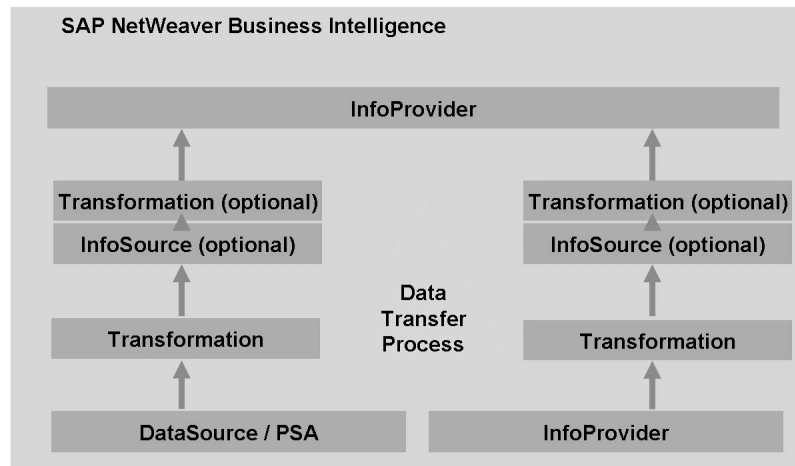 SAP NetWeaver Business Intelligence
InfoProvider
Transformation (optional)
InfoSource (optional)
Transformation (optional)
InfoSource (optional)
Data
Transfer
Process
Transformation
Transformation
DataSource / PSA
InfoProvider